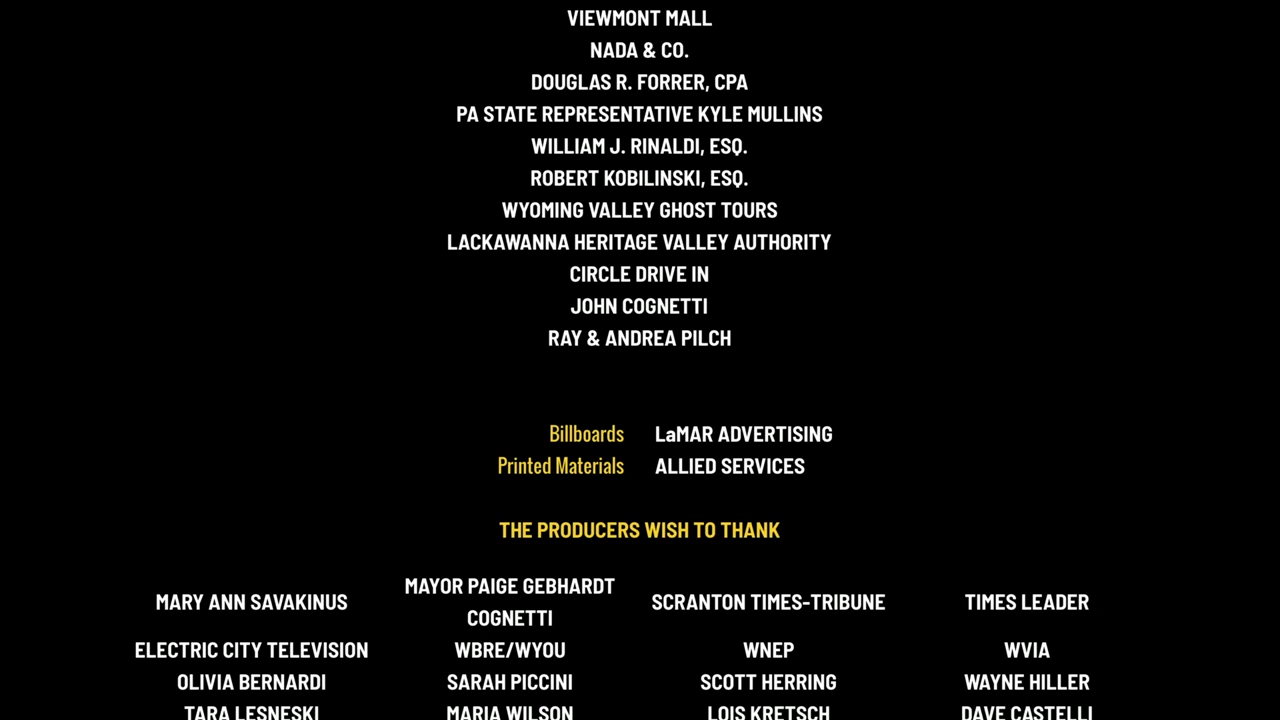 VIEWMONT MALL
NADA & CO.
DOUGLAS R. FORRER, CPA
PA STATE REPRESENTATIVE KYLE MULLINS
WILLIAM J. RINALDI, ESQ.
ROBERT KOBILINSKI, ESQ.
WYOMING VALLEY GHOST TOURS
LACKAWANNA HERITAGE VALLEY AUTHORITY
CIRCLE DRIVE IN
JOHN COGNETTI
RAY & ANDREA PILCH
Billboards LaMAR ADVERTISING
Printed Materials ALLIED SERVICES
THE PRODUCERS WISH TO THANK
MARY ANN SAVAKINUS MAYOR PAIGE GEBHARDT COGNETTI SCRANTON TIMES-TRIBUNE TIMES LEADER
ELECTRIC CITY TELEVISION WBRE/WYOU WNEP WVIA
OLIVIA BERNARDI SARAH PICCINI SCOTT HERRING WAYNE HILLER
TARA LESNESKI MARIA WILSON LOIS KRETSCH DAVE CASTELLI